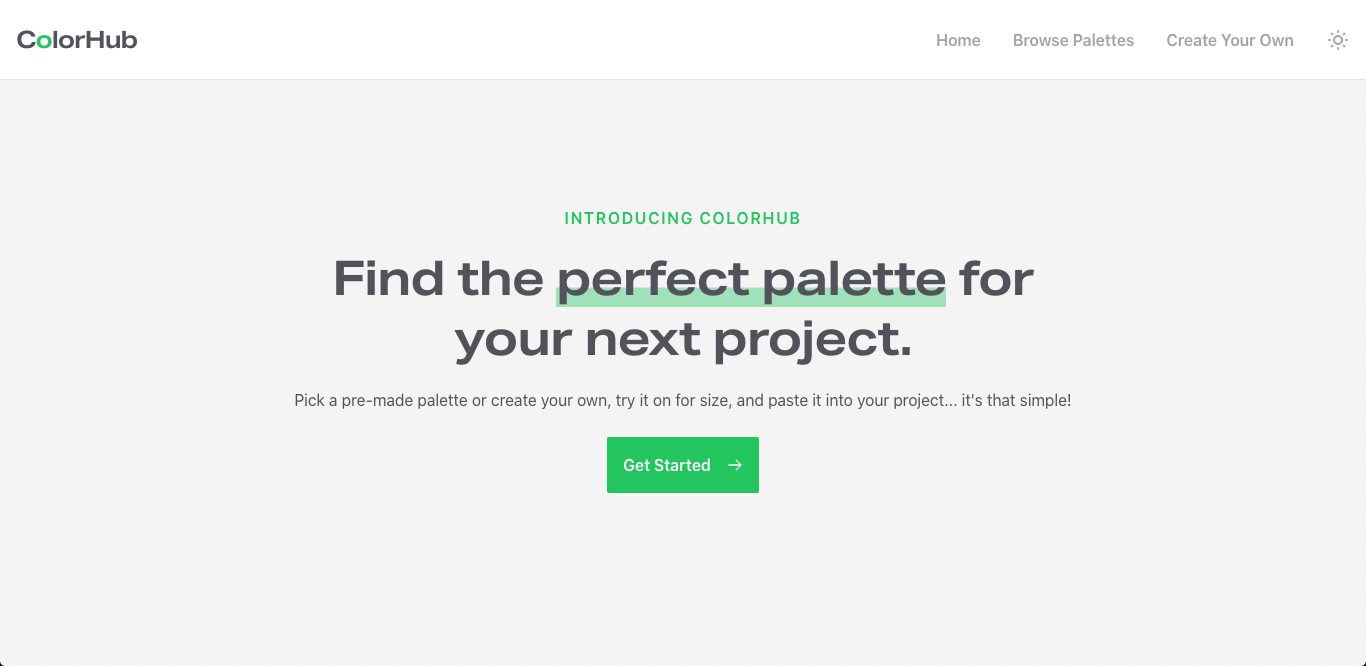 ColorHub
Home Browse Palettes Create Your Own
INTRODUCING COLORHUB
Find the perfect palette for
your next project.
Pick a pre-made palette or create your own, try it on for size, and paste it into your project... it's that simple!
Get Started